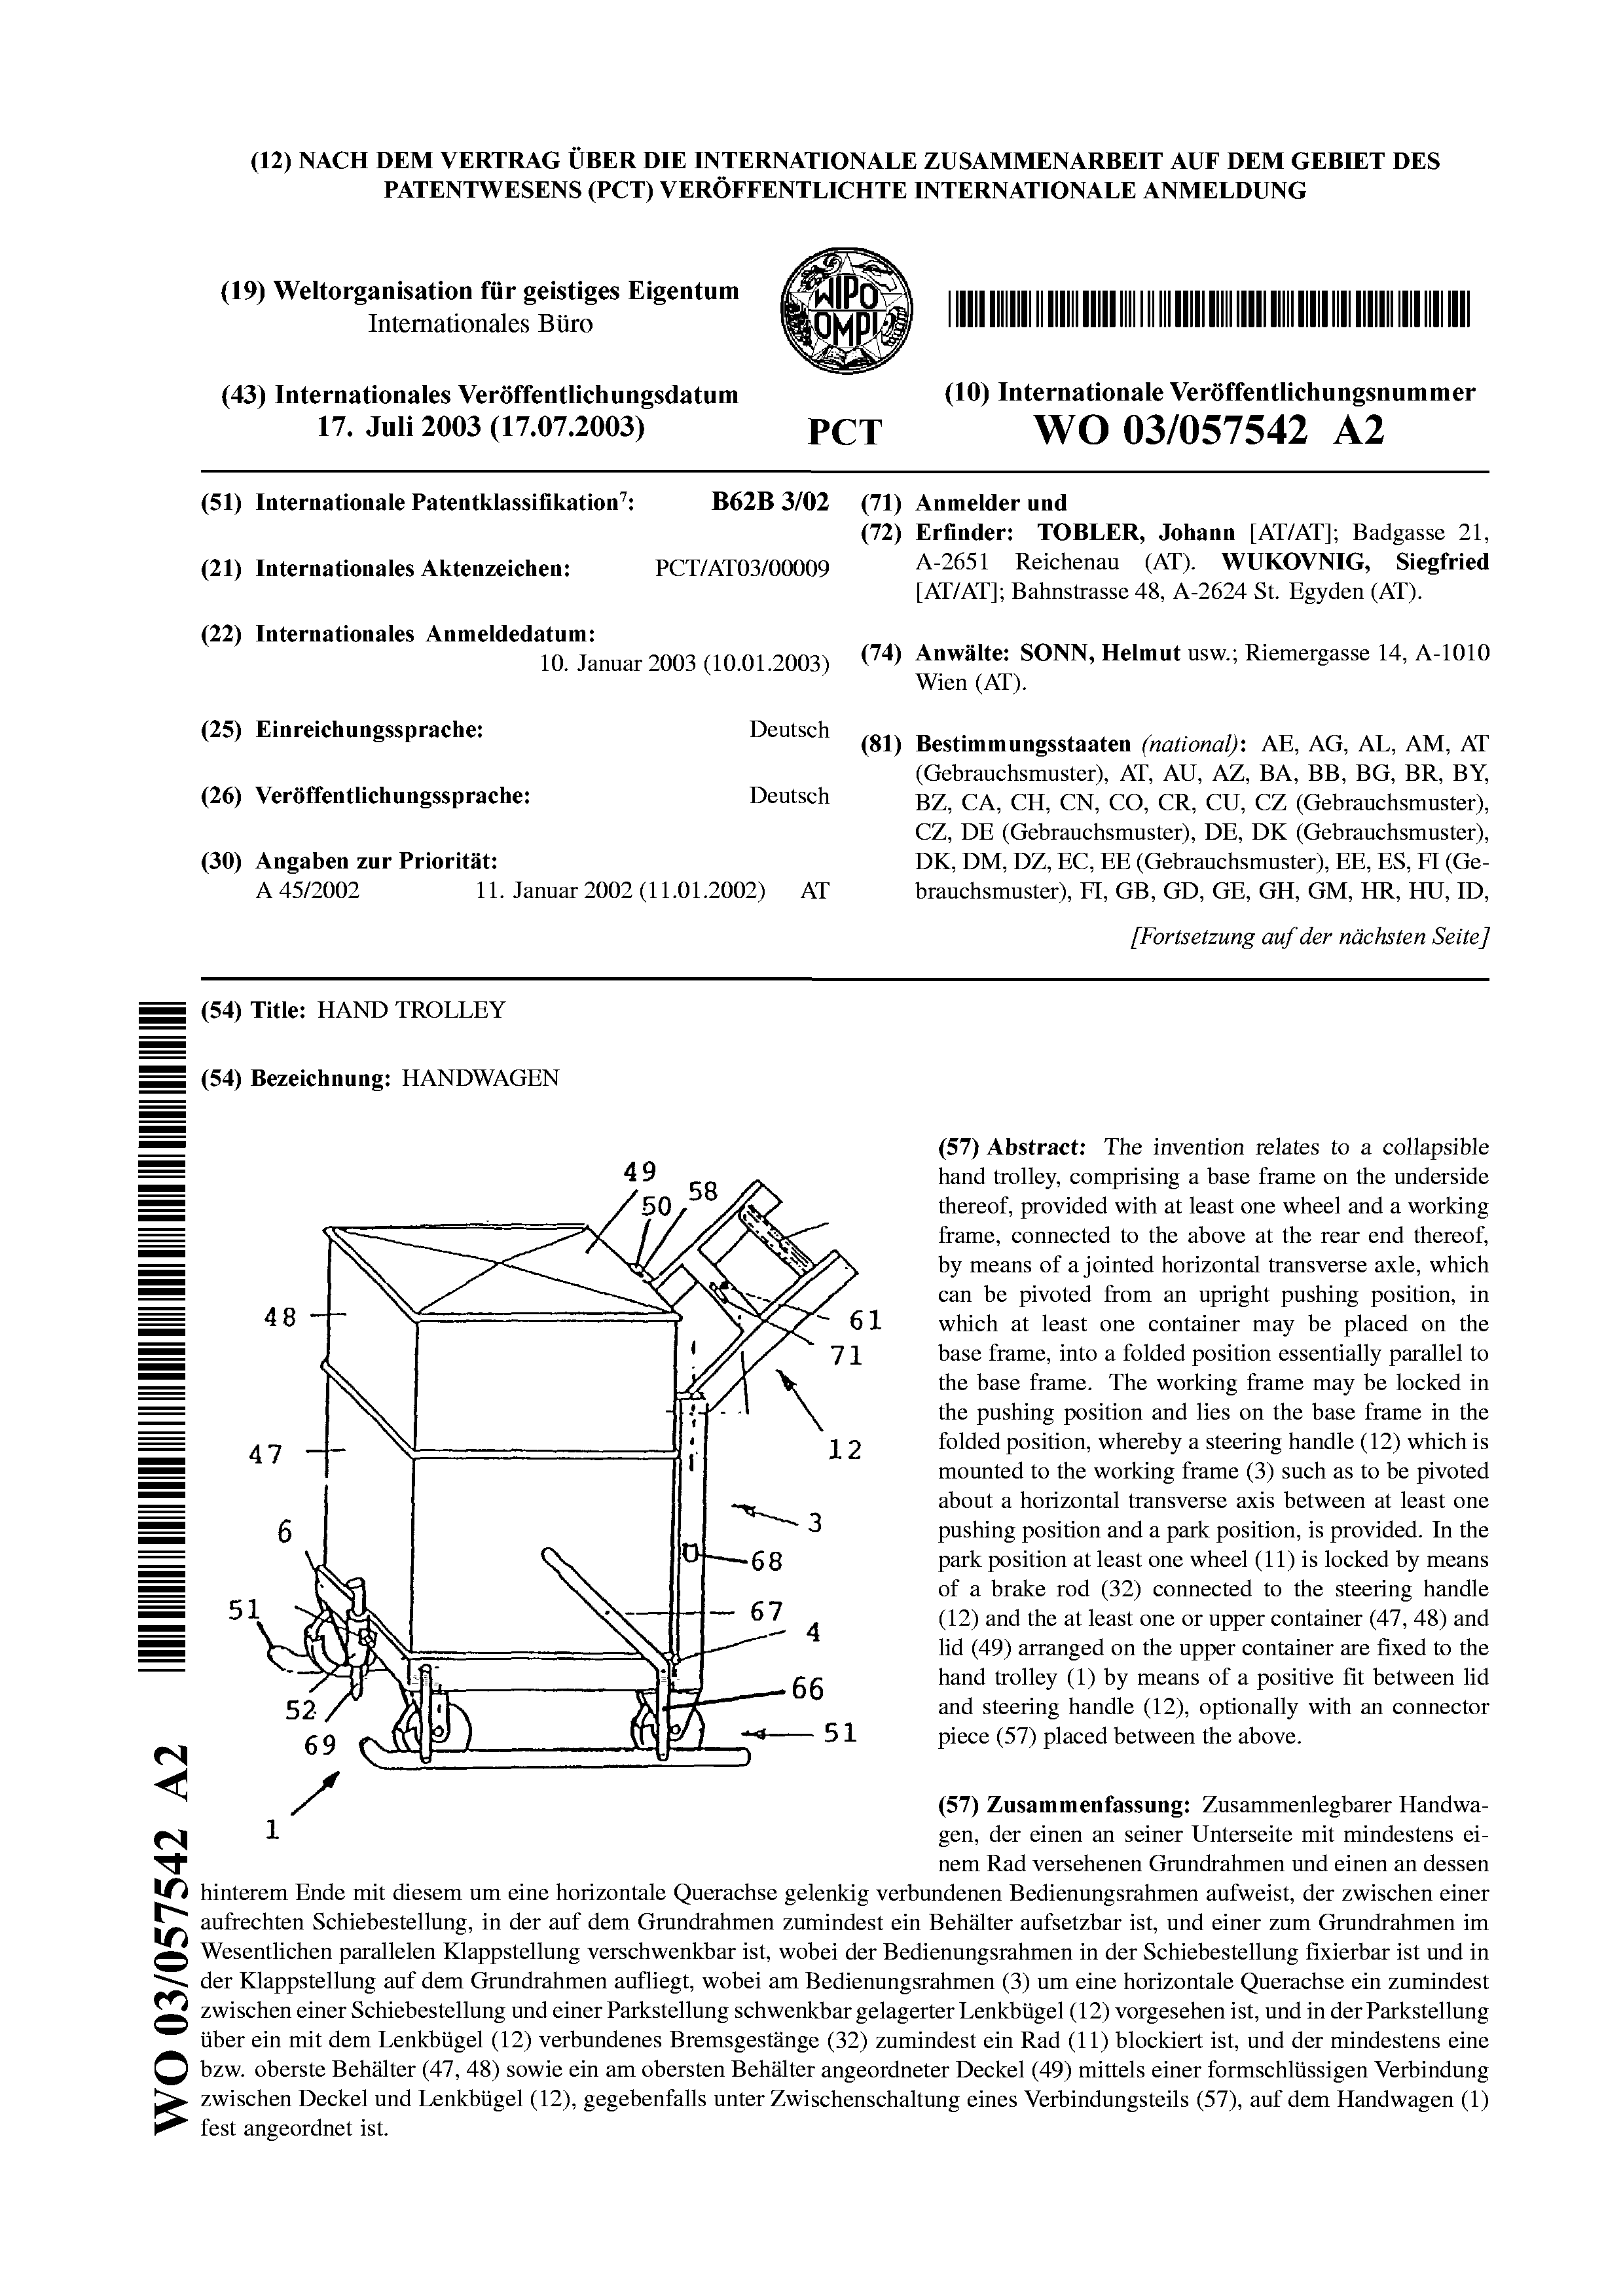 (12) NACH DEM VERTRAG ÜBER DIE INTERNATIONALE ZUSAMMENARBEIT AUF DEM GEBIET DES
PATENTWESENS (PCT) VERÖFFENTLICHTE INTERNATIONALE ANMELDUNG
(19) Weltorganisation für geistiges Eigentum
Internationales Büro
WIPO
OMPI
(43) Internationales Veröffentlichungsdatum
17. Juli 2003 (17.07.2003)
PCT
(10) Internationale Veröffentlichungsnummer
WO 03/057542 A2
(51) Internationale Patentklassifikation7: B62B 3/02
(21) Internationales Aktenzeichen: PCT/AT03/00009
(22) Internationales Anmeldedatum:
10. Januar 2003 (10.01.2003)
(25) Einreichungssprache: Deutsch
(26) Veröffentlichungssprache: Deutsch
(30) Angaben zur Priorität:
A 45/2002 11. Januar 2002 (11.01.2002) AT
(71) Anmelder und
(72) Erfinder: TOBLER, Johann [AT/AT]; Badgasse 21,
A-2651 Reichenau (AT). WUKOVNIG, Siegfried
[AT/AT]; Bahnstrasse 48, A-2624 St. Egyden (AT).
(74) Anwälte: SONN, Helmut usw.; Riemergasse 14, A-1010
Wien (AT).
(81) Bestimmungsstaaten (national): AE, AG, AL, AM, AT
(Gebrauchsmuster), AT, AU, AZ, BA, BB, BG, BR, BY,
BZ, CA, CH, CN, CO, CR, CU, CZ (Gebrauchsmuster),
CZ, DE (Gebrauchsmuster), DE, DK (Gebrauchsmuster),
DK, DM, DZ, EC, EE (Gebrauchsmuster), EE, ES, FI (Ge-
brauchsmuster), FI, GB, GD, GE, GH, GM, HR, HU, ID,
[Fortsetzung auf der nächsten Seite]
(54) Title: HAND TROLLEY
(54) Bezeichnung: HANDWAGEN
49
50
58
48
61
71
47
12
6
3
68
51
67
4
52
66
69
51
1
(57) Abstract: The invention relates to a collapsible
hand trolley, comprising a base frame on the underside
thereof, provided with at least one wheel and a working
frame, connected to the above at the rear end thereof,
by means of a jointed horizontal transverse axle, which
can be pivoted from an upright pushing position, in
which at least one container may be placed on the
base frame, into a folded position essentially parallel to
the base frame. The working frame may be locked in
the pushing position and lies on the base frame in the
folded position, whereby a steering handle (12) which is
mounted to the working frame (3) such as to be pivoted
about a horizontal transverse axis between at least one
pushing position and a park position, is provided. In the
park position at least one wheel (11) is locked by means
of a brake rod (32) connected to the steering handle
(12) and the at least one or upper container (47, 48) and
lid (49) arranged on the upper container are fixed to the
hand trolley (1) by means of a positive fit between lid
and steering handle (12), optionally with an connector
piece (57) placed between the above.
(57) Zusammenfassung: Zusammenlegbarer Handwa-
gen, der einen an seiner Unterseite mit mindestens ei-
nem Rad versehenen Grundrahmen und einen an dessen
hinterem Ende mit diesem um eine horizontale Querachse gelenkig verbundenen Bedienungsrahmen aufweist, der zwischen einer
aufrechten Schiebestellung, in der auf dem Grundrahmen zumindest ein Behälter aufsetzbar ist, und einer zum Grundrahmen im
Wesentlichen parallelen Klappstellung verschwenkbar ist, wobei der Bedienungsrahmen in der Schiebestellung fixierbar ist und in
der Klappstellung auf dem Grundrahmen aufliegt, wobei am Bedienungsrahmen (3) um eine horizontale Querachse ein zumindest
zwischen einer Schiebestellung und einer Parkstellung schwenkbar gelagerter Lenkbügel (12) vorgesehen ist, und in der Parkstellung
über ein mit dem Lenkbügel (12) verbundenes Bremsgestänge (32) zumindest ein Rad (11) blockiert ist, und der mindestens eine
bzw. oberste Behälter (47, 48) sowie ein am obersten Behälter angeordneter Deckel (49) mittels einer formschlüssigen Verbindung
zwischen Deckel und Lenkbügel (12), gegebenfalls unter Zwischenschaltung eines Verbindungsteils (57), auf dem Handwagen (1)
fest angeordnet ist.
WO 03/057542 A2